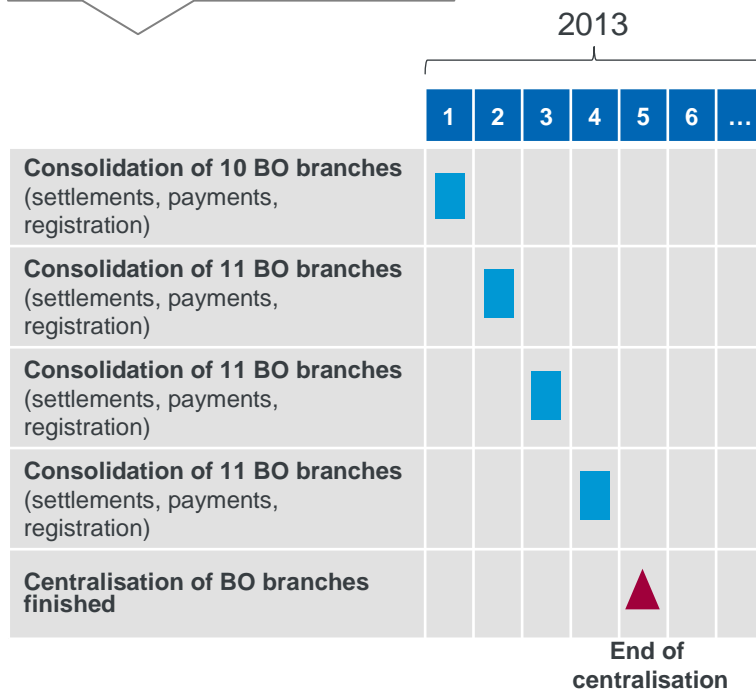 2013
1 2 3 4 5 6 ...
Consolidation of 10 BO branches
(settlements, payments,
registration)
Consolidation of 11 BO branches
(settlements, payments,
registration)
Consolidation of 11 BO branches
(settlements, payments,
registration)
Consolidation of 11 BO branches
(settlements, payments,
registration)
Centralisation of BO branches
finished
End of
centralisation